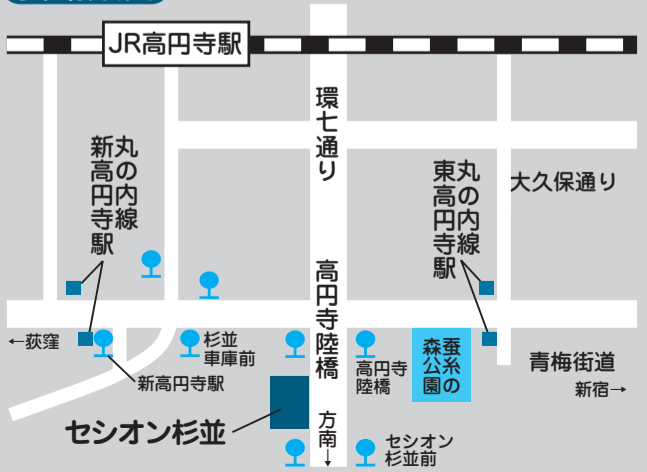 JR高円寺駅
環七通り
丸の内線
新高円寺駅
丸の内線
東高円寺駅
大久保通り
高円寺陸橋
←荻窪
杉並
車庫前
新高円寺駅
高円寺
陸橋
蚕糸の
森公園
青梅街道
新宿→
セシオン杉並
方南→
セシオン
杉並前